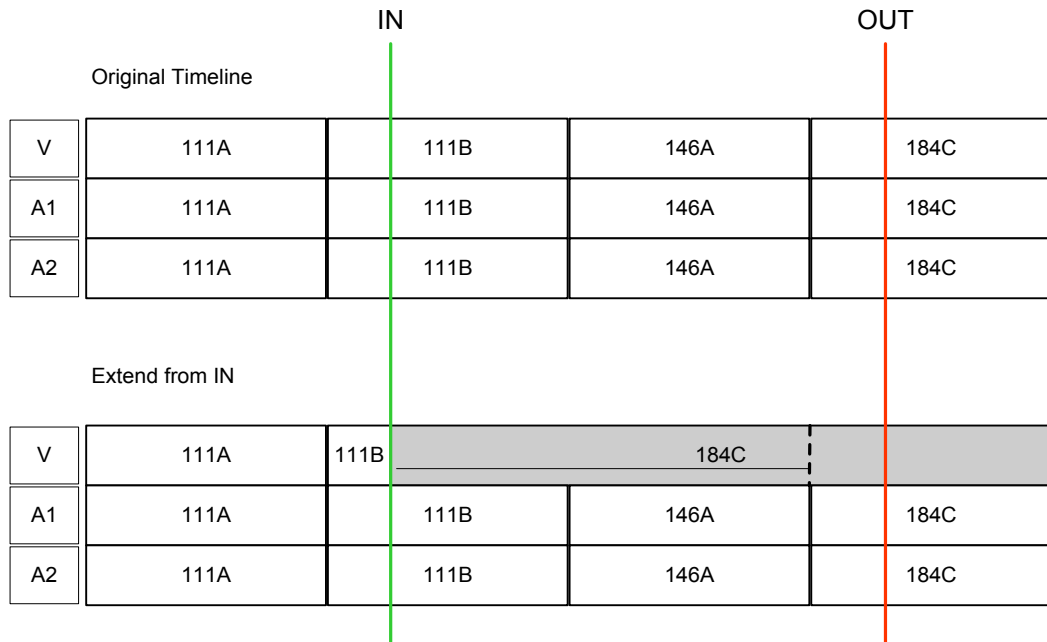 IN OUT
Original Timeline
V 111A 111B 146A 184C
A1 111A 111B 146A 184C
A2 111A 111B 146A 184C
Extend from IN
V 111A 111B 184C
A1 111A 111B 146A 184C
A2 111A 111B 146A 184C